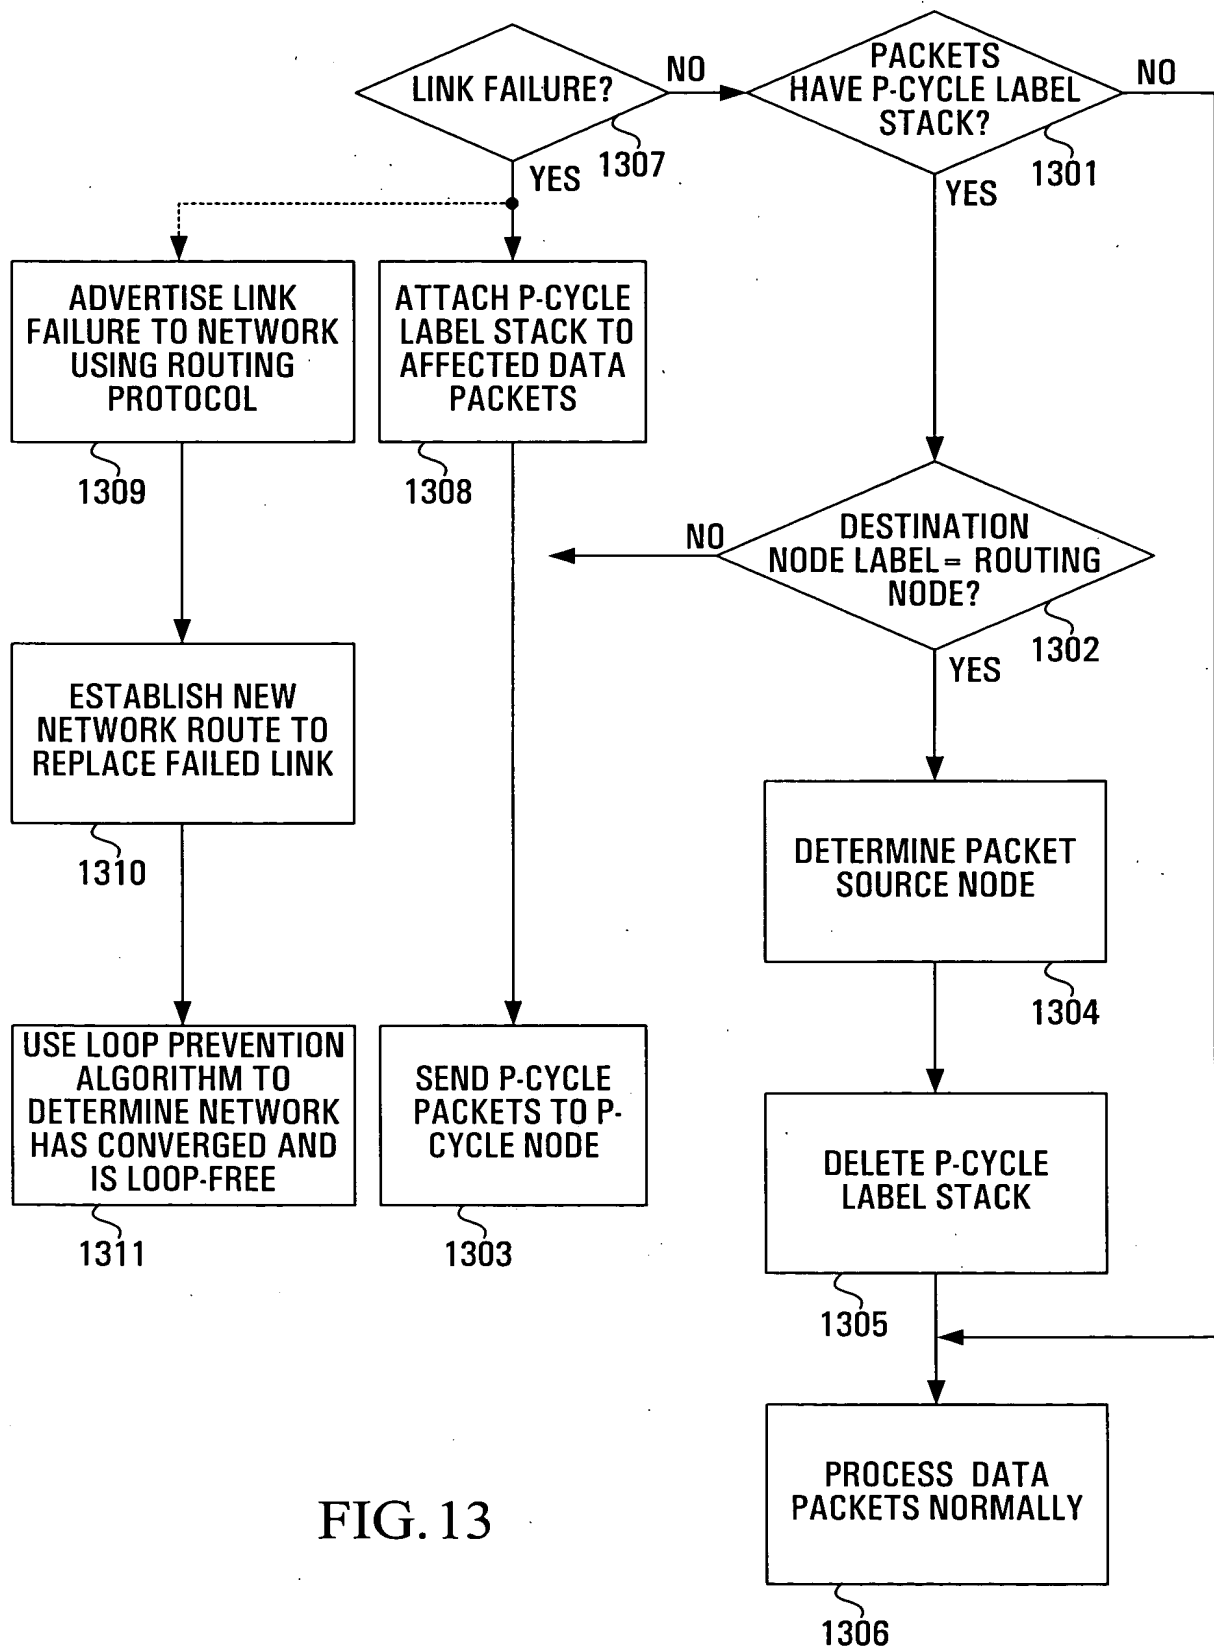 LINK FAILURE?
NO
1307
YES
PACKETS
HAVE P-CYCLE LABEL
STACK?
NO
1301
YES
ADVERTISE LINK
FAILURE TO NETWORK
USING ROUTING
PROTOCOL
1309
ATTACH P-CYCLE
LABEL STACK TO
AFFECTED DATA
PACKETS
1308
NO
DESTINATION
NODE LABEL = ROUTING
NODE?
1302
YES
ESTABLISH NEW
NETWORK ROUTE TO
REPLACE FAILED LINK
1310
DETERMINE PACKET
SOURCE NODE
1304
USE LOOP PREVENTION
ALGORITHM TO
DETERMINE NETWORK
HAS CONVERGED AND
IS LOOP-FREE
1311
SEND P-CYCLE
PACKETS TO P-
CYCLE NODE
1303
DELETE P-CYCLE
LABEL STACK
1305
PROCESS DATA
PACKETS NORMALLY
1306
FIG. 13